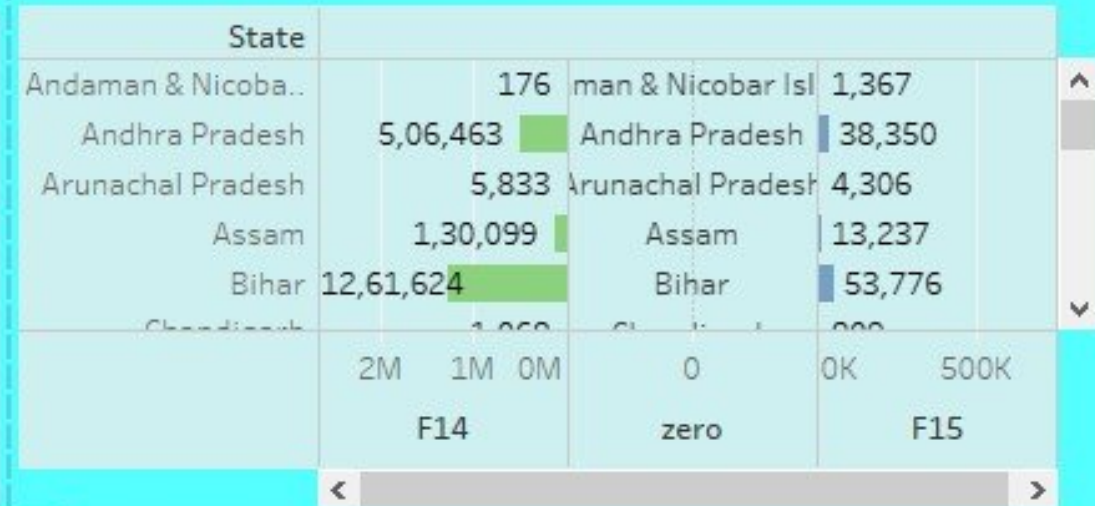 State
Andaman & Nicoba.. 176 man & Nicobar Isl 1,367
Andhra Pradesh 5,06,463 Andhra Pradesh 38,350
Arunachal Pradesh 5,833 Arunachal Pradesh 4,306
Assam 1,30,099 Assam 13,237
Bihar 12,61,624 Bihar 53,776
2M 1M 0M 0 0K 500K
F14 zero F15